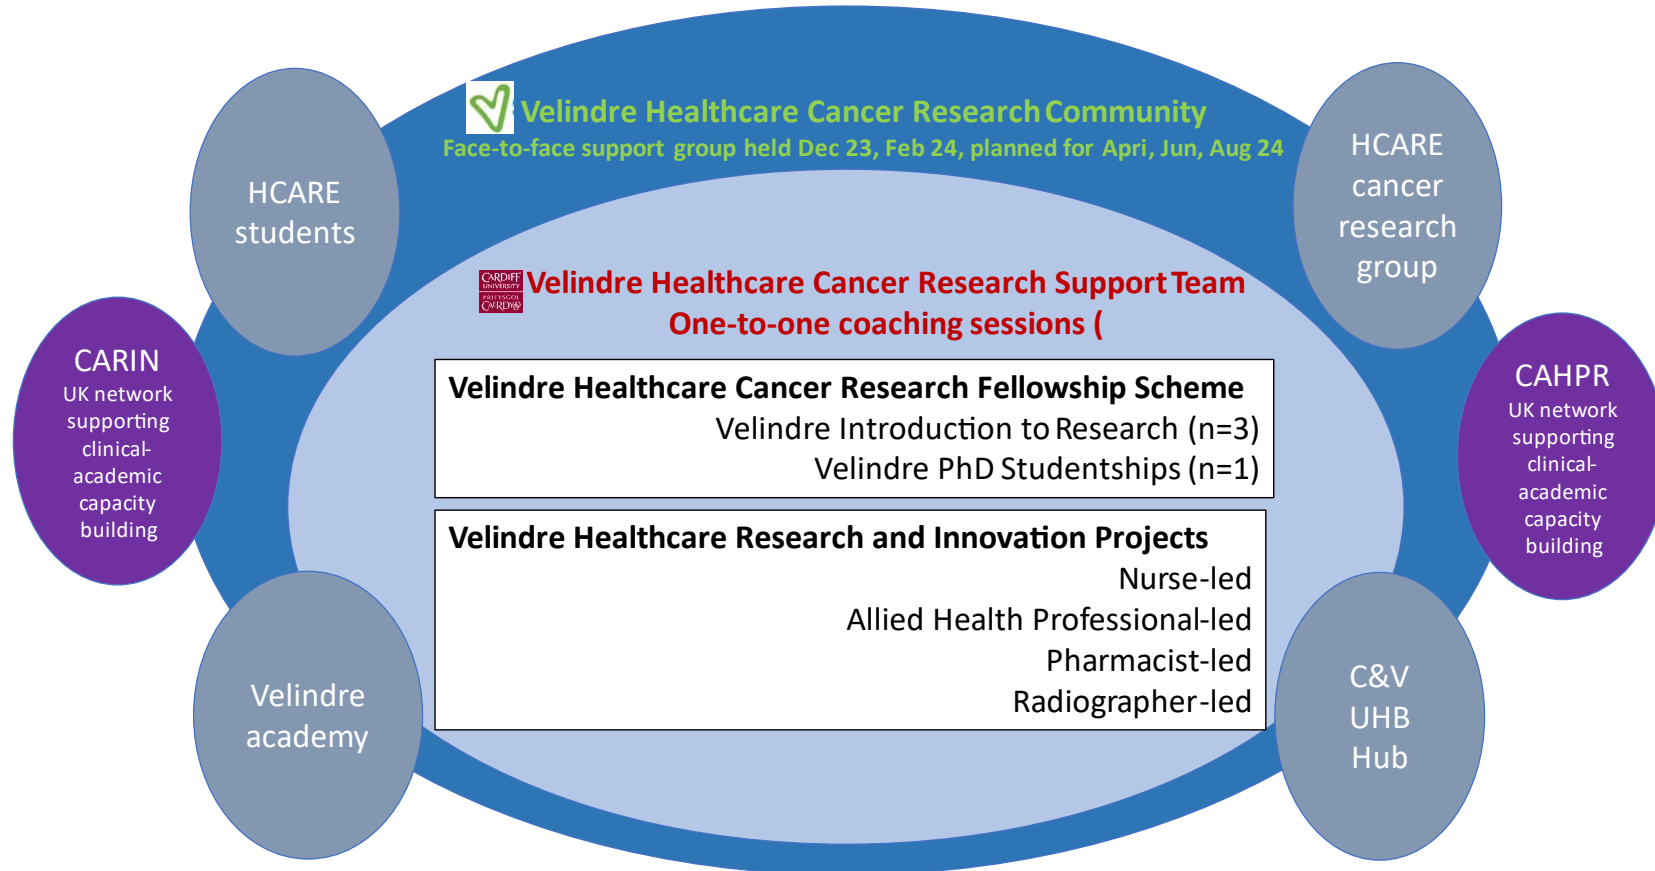 Velindre Healthcare Cancer Research Community
Face-to-face support group held Dec 23, Feb 24, planned for Apri, Jun, Aug 24
HCARE
students
HCARE
cancer
research
group
CARDIFF
UNIVERSITY
PRIFYSGOL
CAERDYDD
Velindre Healthcare Cancer Research Support Team
One-to-one coaching sessions (
CARIN
UK network
supporting
clinical-
academic
capacity
building
Velindre Healthcare Cancer Research Fellowship Scheme
Velindre Introduction to Research (n=3)
Velindre PhD Studentships (n=1)
CAHPR
UK network
supporting
clinical-
academic
capacity
building
Velindre Healthcare Research and Innovation Projects
Nurse-led
Allied Health Professional-led
Pharmacist-led
Radiographer-led
Velindre
academy
C&V
UHB
Hub